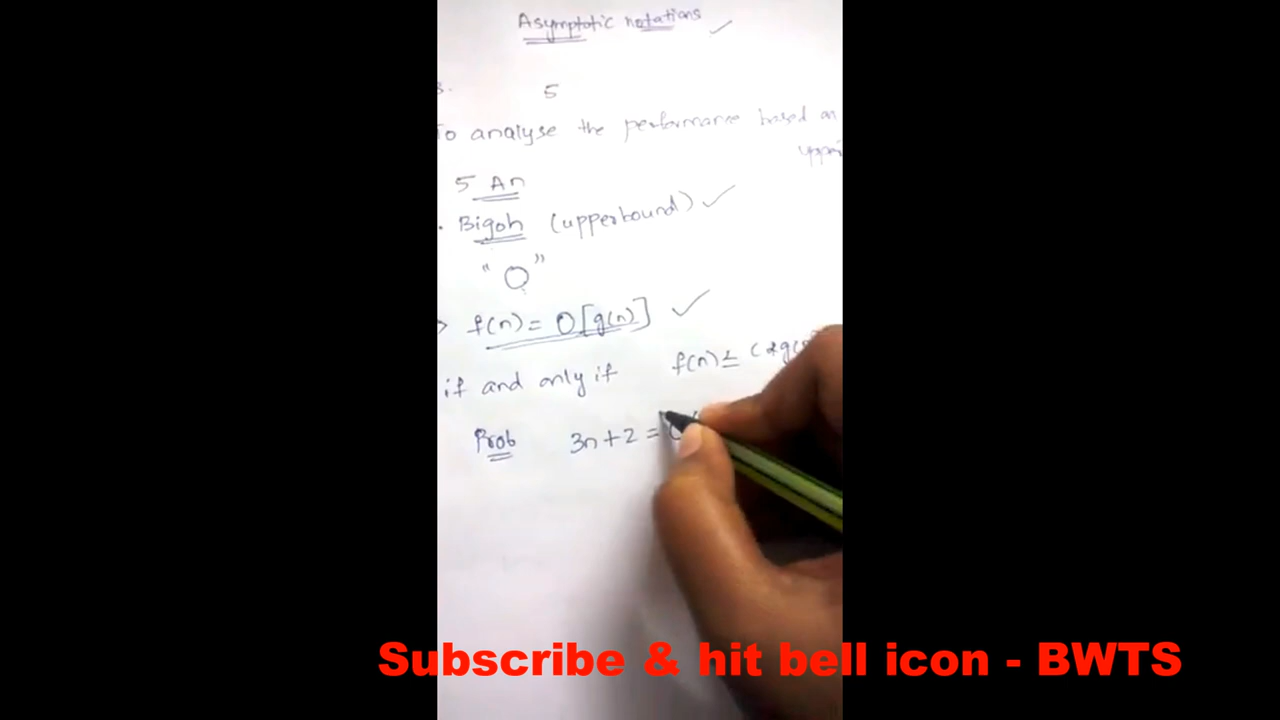 Asymptotic notations
5
To analyse the performance based on
5 An
Bigoh (upperbound)
" O "
f(n) = O[g(n)]
if and only if f(n) ≤
Prob 3n+2 =
Subscribe & hit bell icon - BWTS